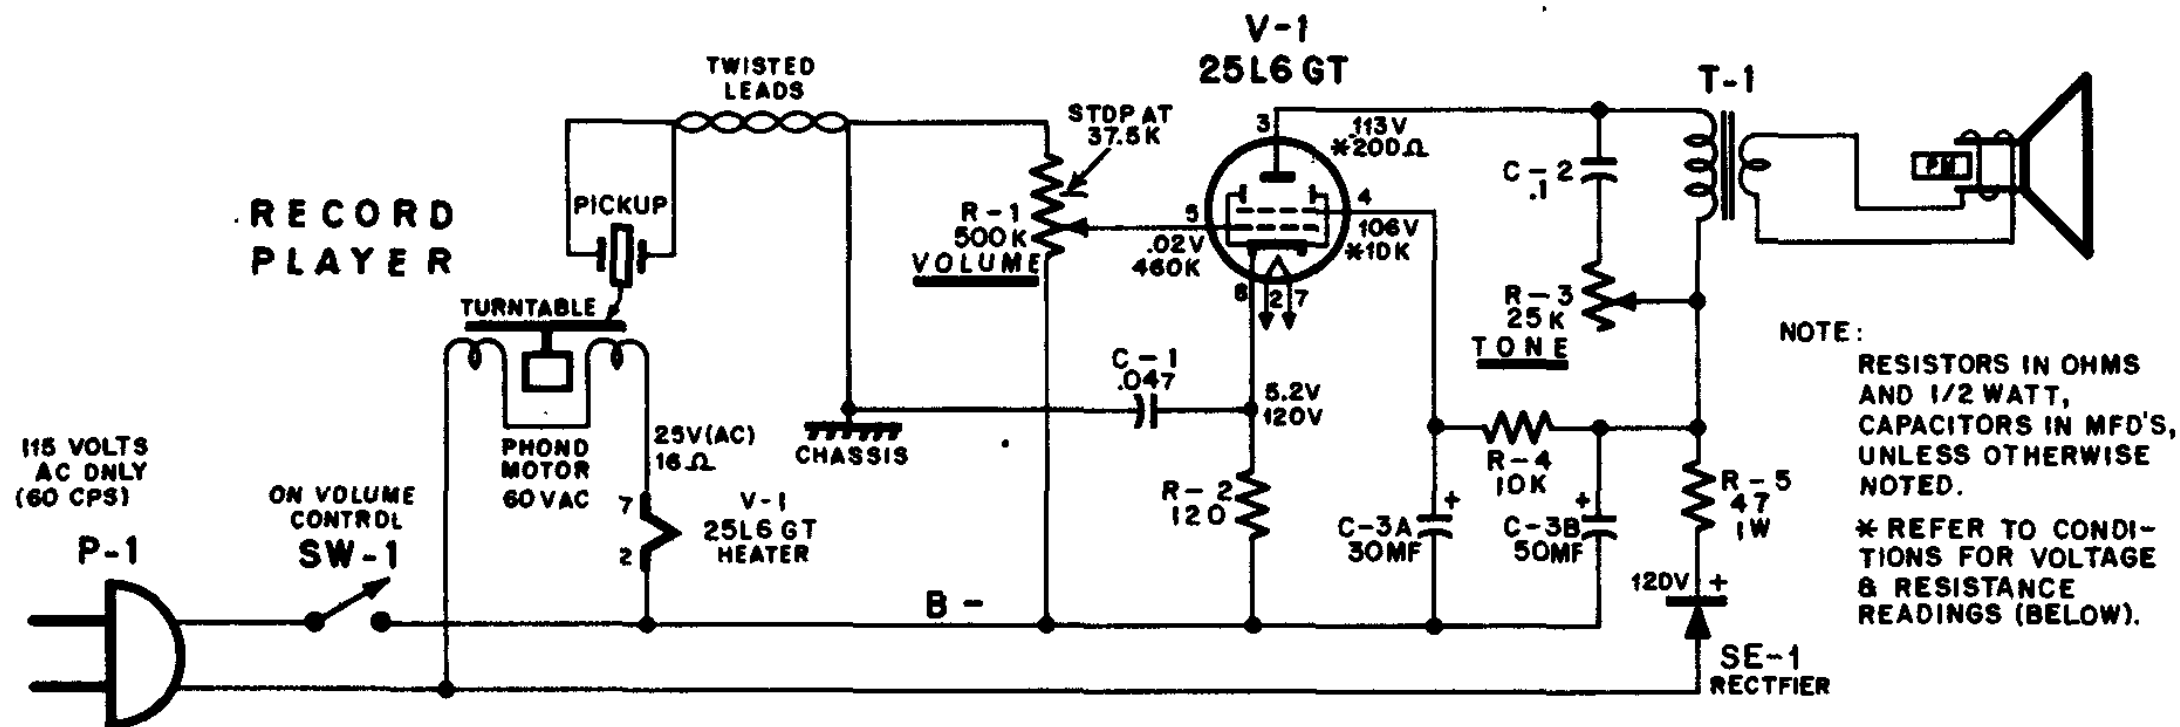 V-1
25L6 GT
TWISTED
LEADS
STOP AT
37.5K
T-1
3
.113V
*200Ω
C-2
.1
PM
RECORD
PLAYER
PICKUP
R-1
500K
VOLUME
5
.02V
460K
4
106V
*10K
8
2
7
R-3
25K
TONE
TURNTABLE
C-1
.047
5.2V
120V
NOTE:
RESISTORS IN OHMS
AND 1/2 WATT,
CAPACITORS IN MFD'S,
UNLESS OTHERWISE
NOTED.
* REFER TO CONDI-
TIONS FOR VOLTAGE
& RESISTANCE
READINGS (BELOW).
115 VOLTS
AC ONLY
(60 CPS)
P-1
ON VOLUME
CONTROL
SW-1
PHONO
MOTOR
60VAC
25V(AC)
16Ω
7
2
V-1
25L6 GT
HEATER
CHASSIS
R-2
120
R-4
10K
C-3A
30MF
+
C-3B
50MF
+
R-5
47
1W
120V +
SE-1
RECTFIER
B-